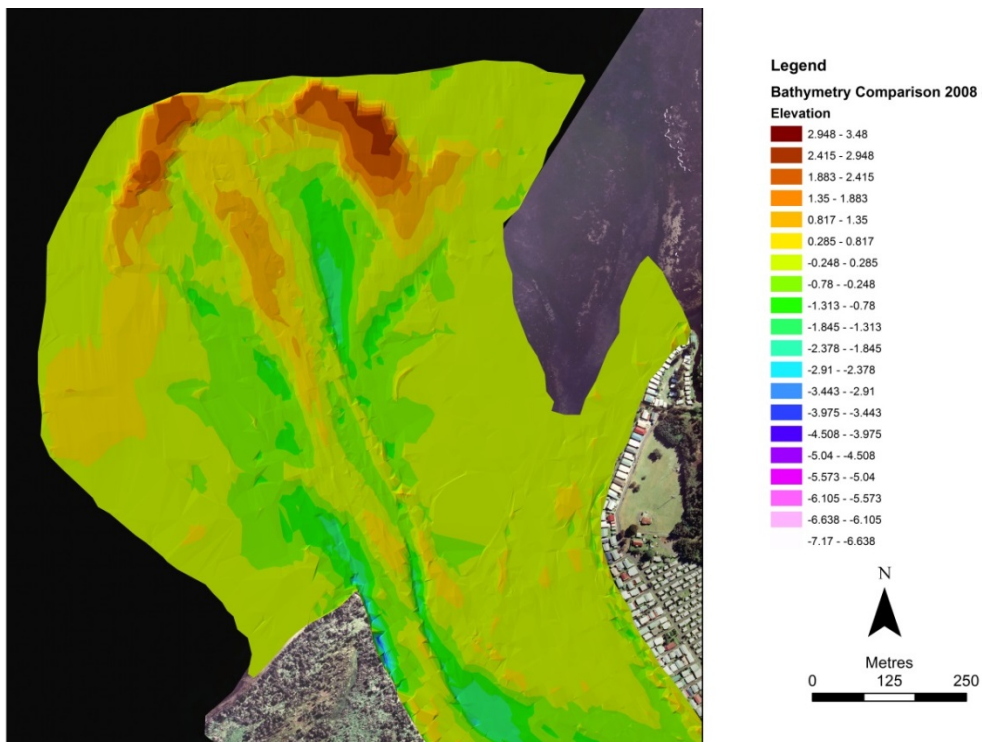 Legend
Bathymetry Comparison 2008
Elevation
2.948 - 3.48
2.415 - 2.948
1.883 - 2.415
1.35 - 1.883
0.817 - 1.35
0.285 - 0.817
-0.248 - 0.285
-0.78 - -0.248
-1.313 - -0.78
-1.845 - -1.313
-2.378 - -1.845
-2.91 - -2.378
-3.443 - -2.91
-3.975 - -3.443
-4.508 - -3.975
-5.04 - -4.508
-5.573 - -5.04
-6.105 - -5.573
-6.638 - -6.105
-7.17 - -6.638
N
Metres
0 125 250